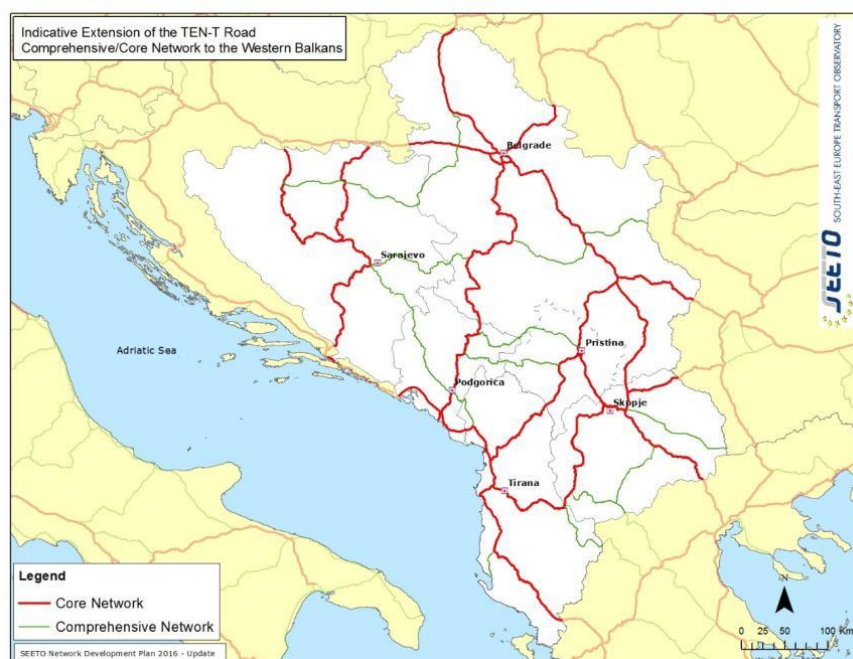 Indicative Extension of the TEN-T Road
Comprehensive/Core Network to the Western Balkans
SEETO SOUTH-EAST EUROPE TRANSPORT OBSERVATORY
Belgrade
Sarajevo
Adriatic Sea
Pristina
Podgorica
Skopje
Tirana
Legend
Core Network
Comprehensive Network
N
0 25 50 100 Km
SEETO Network Development Plan 2016 - Update